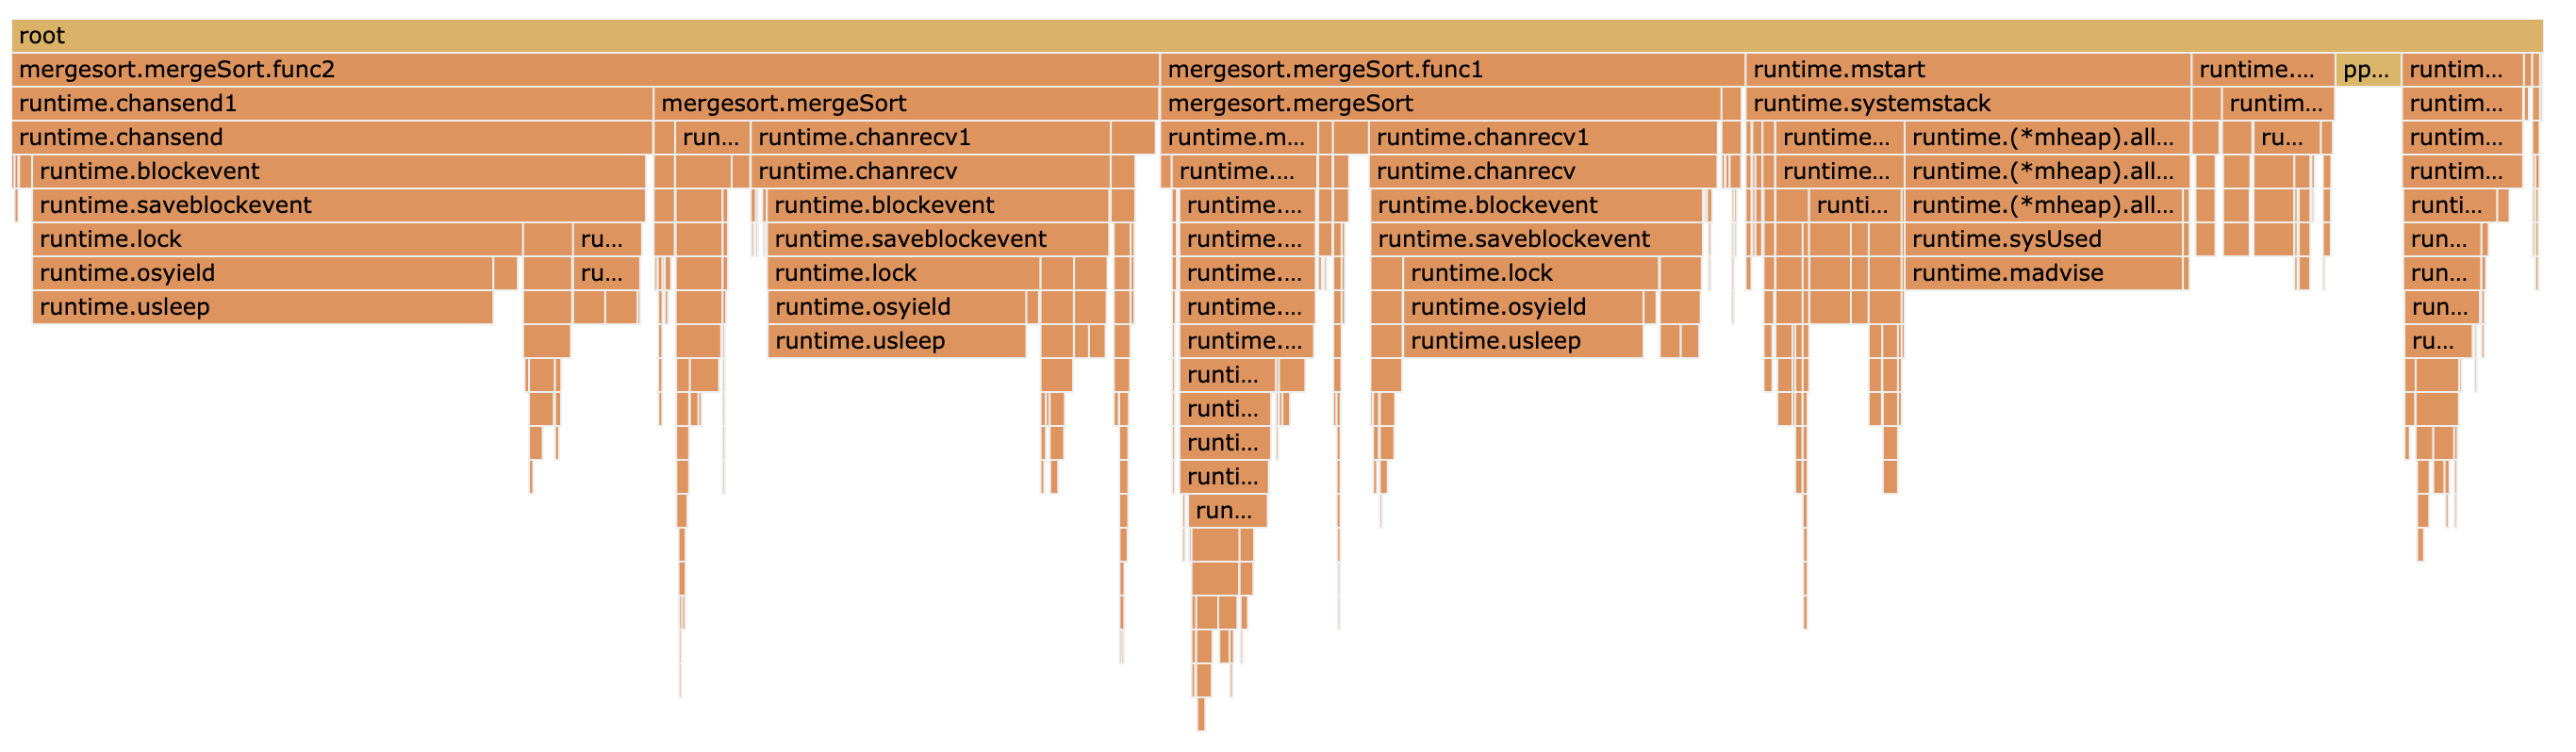 root
mergesort.mergeSort.func2 mergesort.mergeSort.func1 runtime.mstart runtime.... pp... runtim...
runtime.chansend1 mergesort.mergeSort mergesort.mergeSort runtime.systemstack runtim... runtim...
runtime.chansend run... runtime.chanrecv1 runtime.m... runtime.chanrecv1 runtime... runtime.(*mheap).all... ru... runtim...
runtime.blockevent runtime.chanrecv runtime.... runtime.chanrecv runtime... runtime.(*mheap).all... runtim...
runtime.saveblockevent runtime.blockevent runtime.... runtime.blockevent runti... runtime.(*mheap).all... runti...
runtime.lock ru... runtime.saveblockevent runtime.... runtime.saveblockevent runtime.sysUsed run...
runtime.osyield ru... runtime.lock runtime.... runtime.lock runtime.madvise run...
runtime.usleep runtime.osyield runtime.... runtime.osyield run...
runtime.usleep runtime.... runtime.usleep ru...
runti...
runti...
runti...
runti...
run...